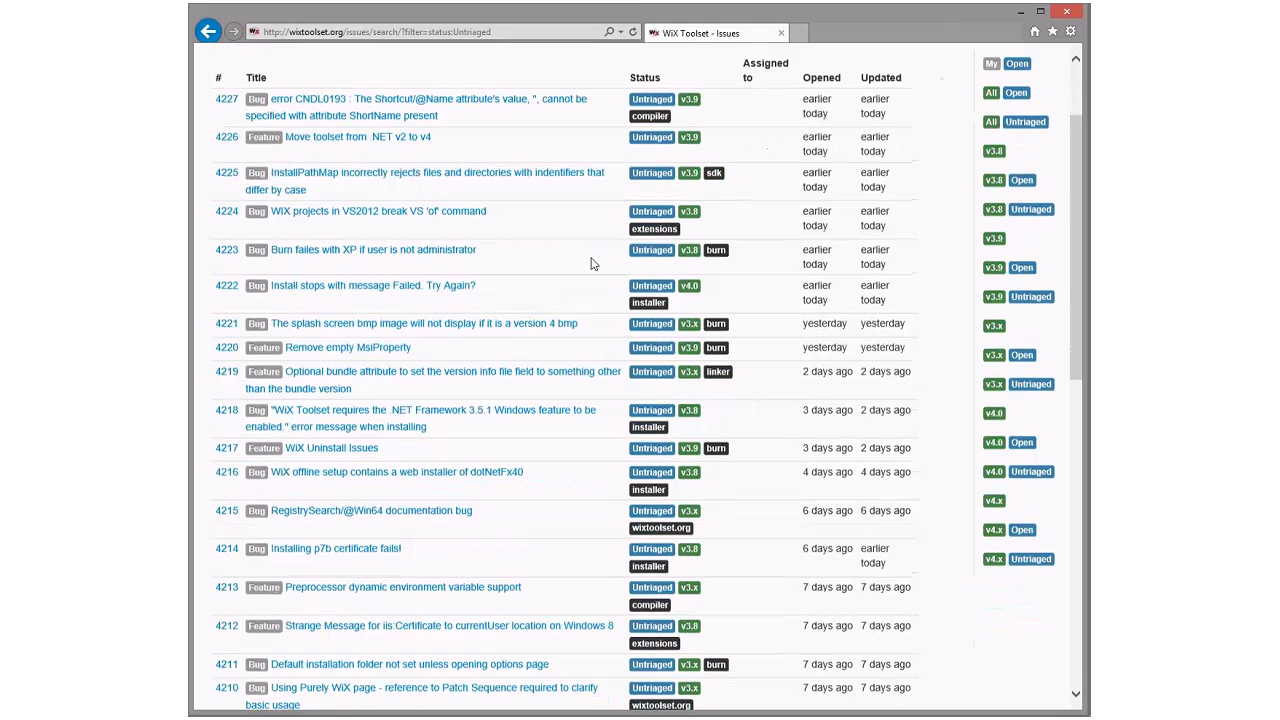 http://wixtoolset.org/issues/search/?filter=status:Untriaged
WiX Toolset - Issues
# Title Status Assigned to Opened Updated
4227 Bug error CNDL0193 : The Shortcut/@Name attribute's value, '', cannot be Untriaged v3.9 earlier earlier
specified with attribute ShortName present compiler today today
4226 Feature Move toolset from .NET v2 to v4 Untriaged v3.9 earlier earlier
today today
4225 Bug InstallPathMap incorrectly rejects files and directories with indentifiers that Untriaged v3.9 sdk earlier earlier
differ by case today today
4224 Bug WIX projects in VS2012 break VS 'of' command Untriaged v3.8 earlier earlier
extensions today today
4223 Bug Burn failes with XP if user is not administrator Untriaged v3.8 burn earlier earlier
today today
4222 Bug Install stops with message Failed. Try Again? Untriaged v4.0 earlier earlier
installer today today
4221 Bug The splash screen bmp image will not display if it is a version 4 bmp Untriaged v3.x burn yesterday yesterday
4220 Feature Remove empty MsiProperty Untriaged v3.9 burn yesterday yesterday
4219 Feature Optional bundle attribute to set the version info file field to something other Untriaged v3.x linker 2 days ago 2 days ago
than the bundle version
4218 Bug "WiX Toolset requires the .NET Framework 3.5.1 Windows feature to be Untriaged v3.8 3 days ago 2 days ago
enabled." error message when installing installer
4217 Feature WiX Uninstall Issues Untriaged v3.9 burn 3 days ago 2 days ago
4216 Bug WiX offline setup contains a web installer of dotNetFx40 Untriaged v3.8 4 days ago 4 days ago
installer
4215 Bug RegistrySearch/@Win64 documentation bug Untriaged v3.x 6 days ago 6 days ago
wixtoolset.org
4214 Bug Installing p7b certificate fails! Untriaged v3.8 6 days ago earlier
installer today
4213 Feature Preprocessor dynamic environment variable support Untriaged v3.x 7 days ago 7 days ago
compiler
4212 Feature Strange Message for iis:Certificate to currentUser location on Windows 8 Untriaged v3.8 7 days ago 7 days ago
extensions
4211 Bug Default installation folder not set unless opening options page Untriaged v3.x burn 7 days ago 7 days ago
4210 Bug Using Purely WiX page - reference to Patch Sequence required to clarify Untriaged v3.x 7 days ago 7 days ago
basic usage wixtoolset.org
My Open
All Open
All Untriaged
v3.8
v3.8 Open
v3.8 Untriaged
v3.9
v3.9 Open
v3.9 Untriaged
v3.x
v3.x Open
v3.x Untriaged
v4.0
v4.0 Open
v4.0 Untriaged
v4.x
v4.x Open
v4.x Untriaged